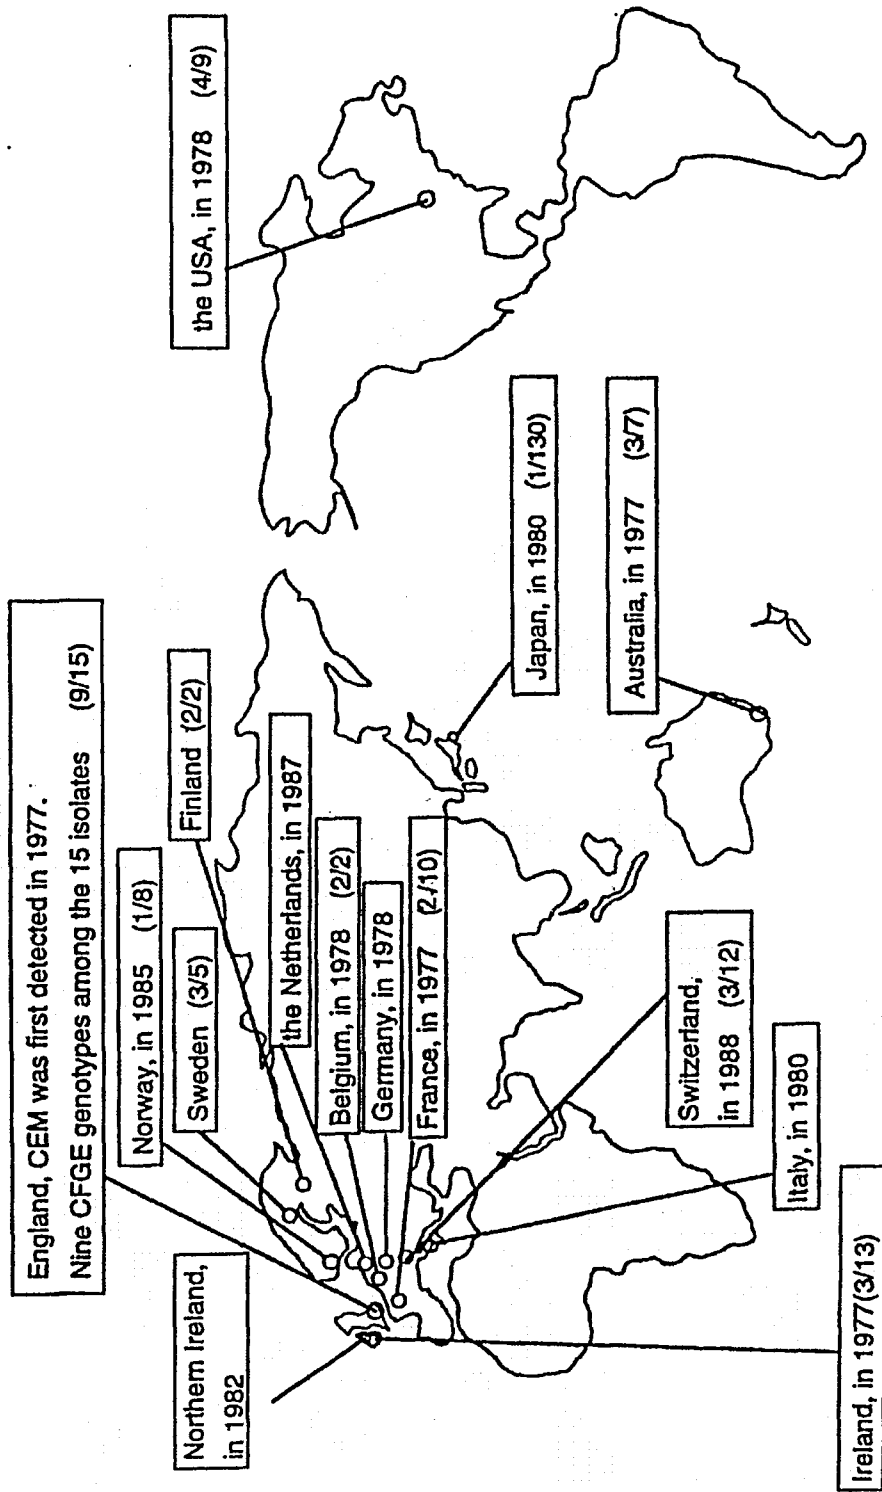 England, CEM was first detected in 1977.
Nine CFGE genotypes among the 15 isolates (9/15)
Norway, in 1985 (1/8)
Sweden (3/5)
Finland (2/2)
the Netherlands, in 1987
Belgium, in 1978 (2/2)
Germany, in 1978
France, in 1977 (2/10)
Northern Ireland,
in 1982
the USA, in 1978 (4/9)
Japan, in 1980 (1/130)
Australia, in 1977 (3/7)
Switzerland,
in 1988 (3/12)
Italy, in 1980
Ireland, in 1977(3/13)